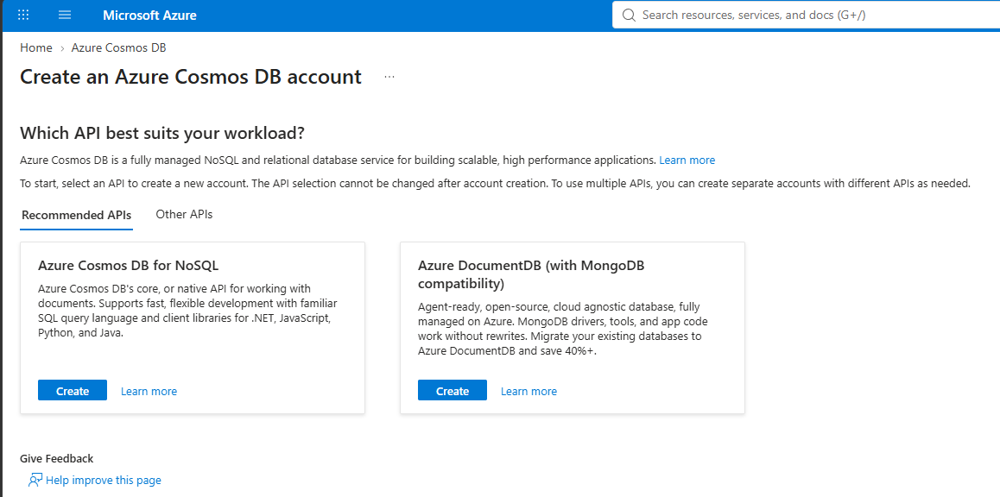 Microsoft Azure
Search resources, services, and docs (G+/)
Home > Azure Cosmos DB
Create an Azure Cosmos DB account ...
Which API best suits your workload?
Azure Cosmos DB is a fully managed NoSQL and relational database service for building scalable, high performance applications. Learn more
To start, select an API to create a new account. The API selection cannot be changed after account creation. To use multiple APIs, you can create separate accounts with different APIs as needed.
Recommended APIs
Other APIs
Azure Cosmos DB for NoSQL
Azure Cosmos DB's core, or native API for working with
documents. Supports fast, flexible development with familiar
SQL query language and client libraries for .NET, JavaScript,
Python, and Java.
Create
Learn more
Azure DocumentDB (with MongoDB
compatibility)
Agent-ready, open-source, cloud agnostic database, fully
managed on Azure. MongoDB drivers, tools, and app code
work without rewrites. Migrate your existing databases to
Azure DocumentDB and save 40%+.
Create
Learn more
Give Feedback
Help improve this page